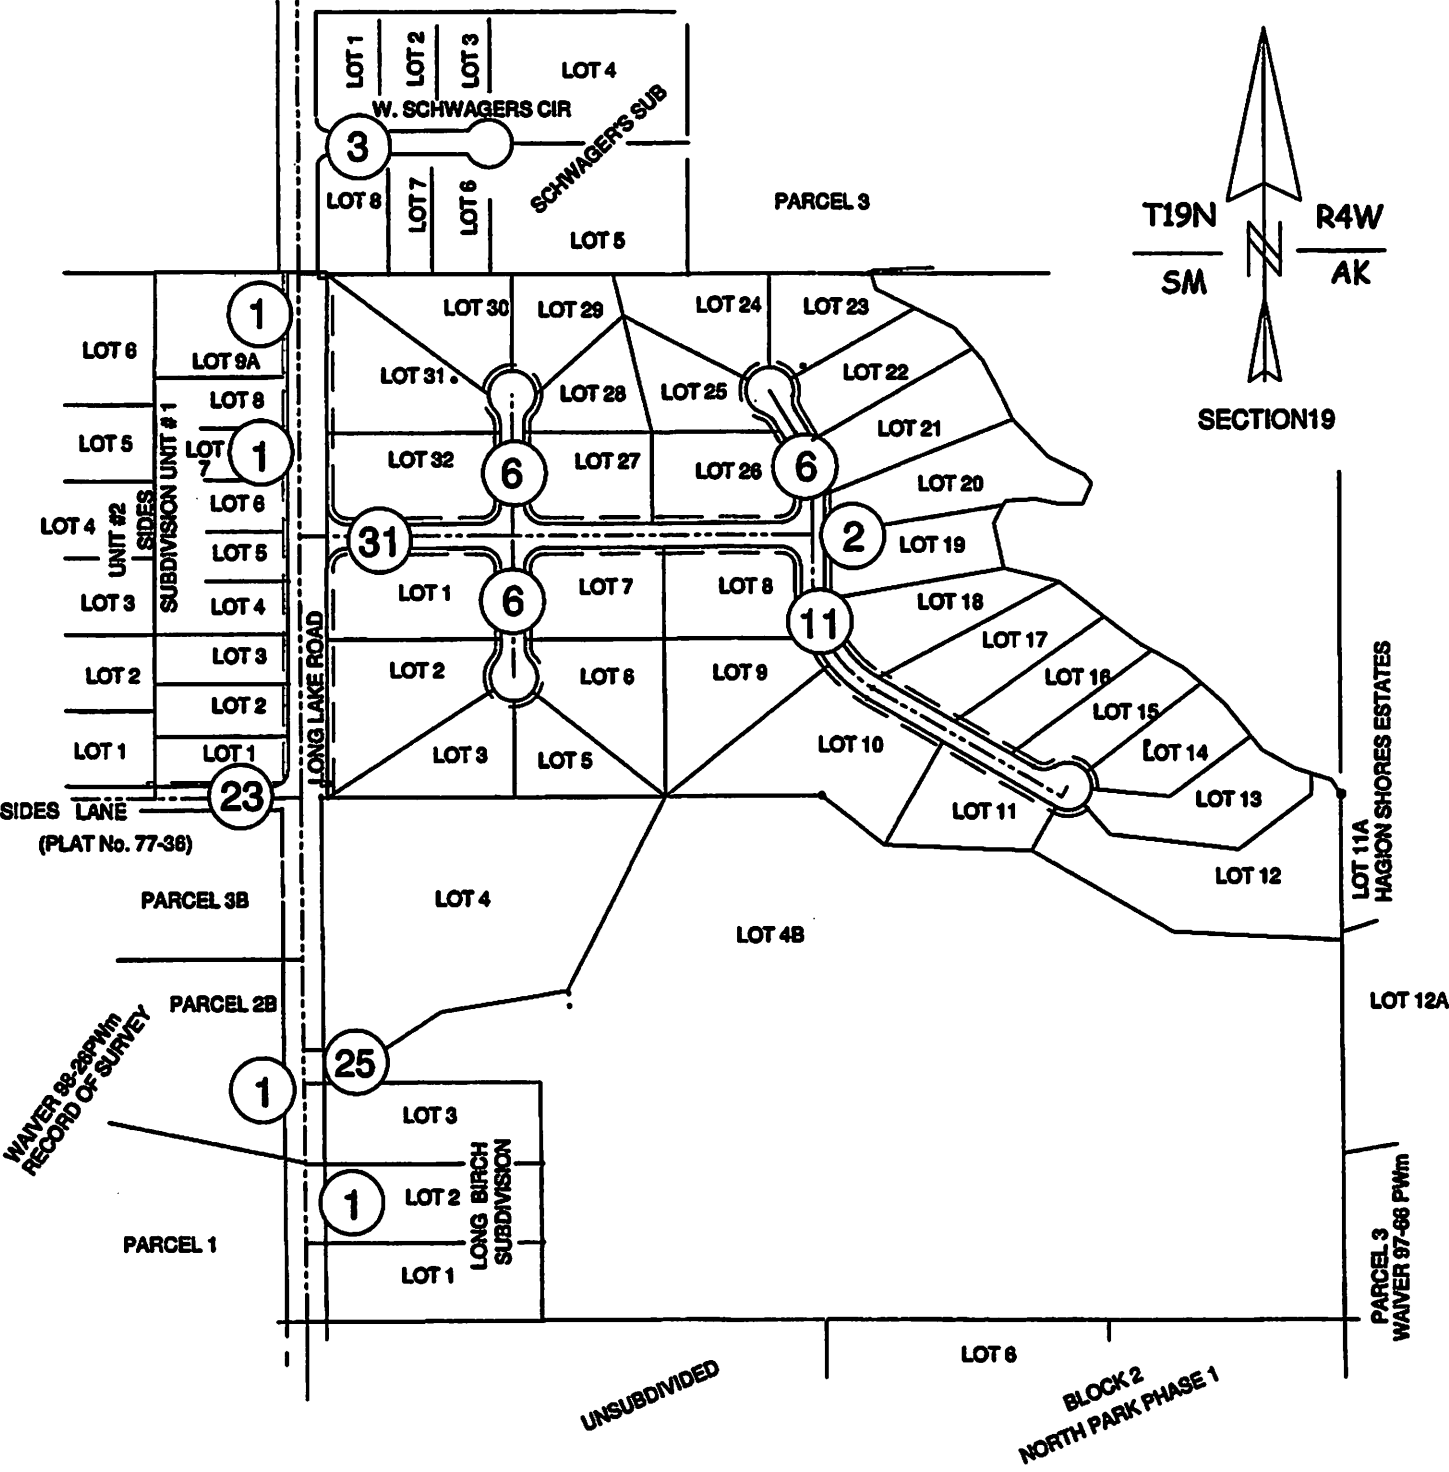 LOT 1
LOT 2
LOT 3
LOT 4
W. SCHWAGERS CIR
3
SCHWAGER'S SUB
LOT 8
LOT 7
LOT 6
LOT 5
PARCEL 3
T19N
R4W
N
SM
AK
SECTION19
1
LOT 6
LOT 9A
LOT 8
LOT 5
LOT
7
1
LOT 6
LOT 4
LOT 5
LOT 3
LOT 4
LOT 2
LOT 3
LOT 2
LOT 1
LOT 1
UNIT #2
SIDES
SUBDIVISION UNIT # 1
23
SIDES LANE
(PLAT No. 77-36)
LONG LAKE ROAD
LOT 30
LOT 29
LOT 24
LOT 23
LOT 31
LOT 28
LOT 25
LOT 22
LOT 32
6
LOT 27
LOT 26
6
LOT 21
LOT 20
31
2
LOT 19
LOT 1
6
LOT 7
LOT 8
11
LOT 18
LOT 17
LOT 2
LOT 6
LOT 9
LOT 16
LOT 15
LOT 3
LOT 5
LOT 10
LOT 14
LOT 13
LOT 11
LOT 12
LOT 11A
HAGION SHORES ESTATES
PARCEL 3B
LOT 4
LOT 4B
PARCEL 2B
LOT 12A
WAIVER 98-26PWm
RECORD OF SURVEY
25
1
LOT 3
1
LOT 2
LOT 1
LONG BIRCH
SUBDIVISION
PARCEL 1
PARCEL 3
WAIVER 97-66 PWm
LOT 6
UNSUBDIVIDED
BLOCK 2
NORTH PARK PHASE 1